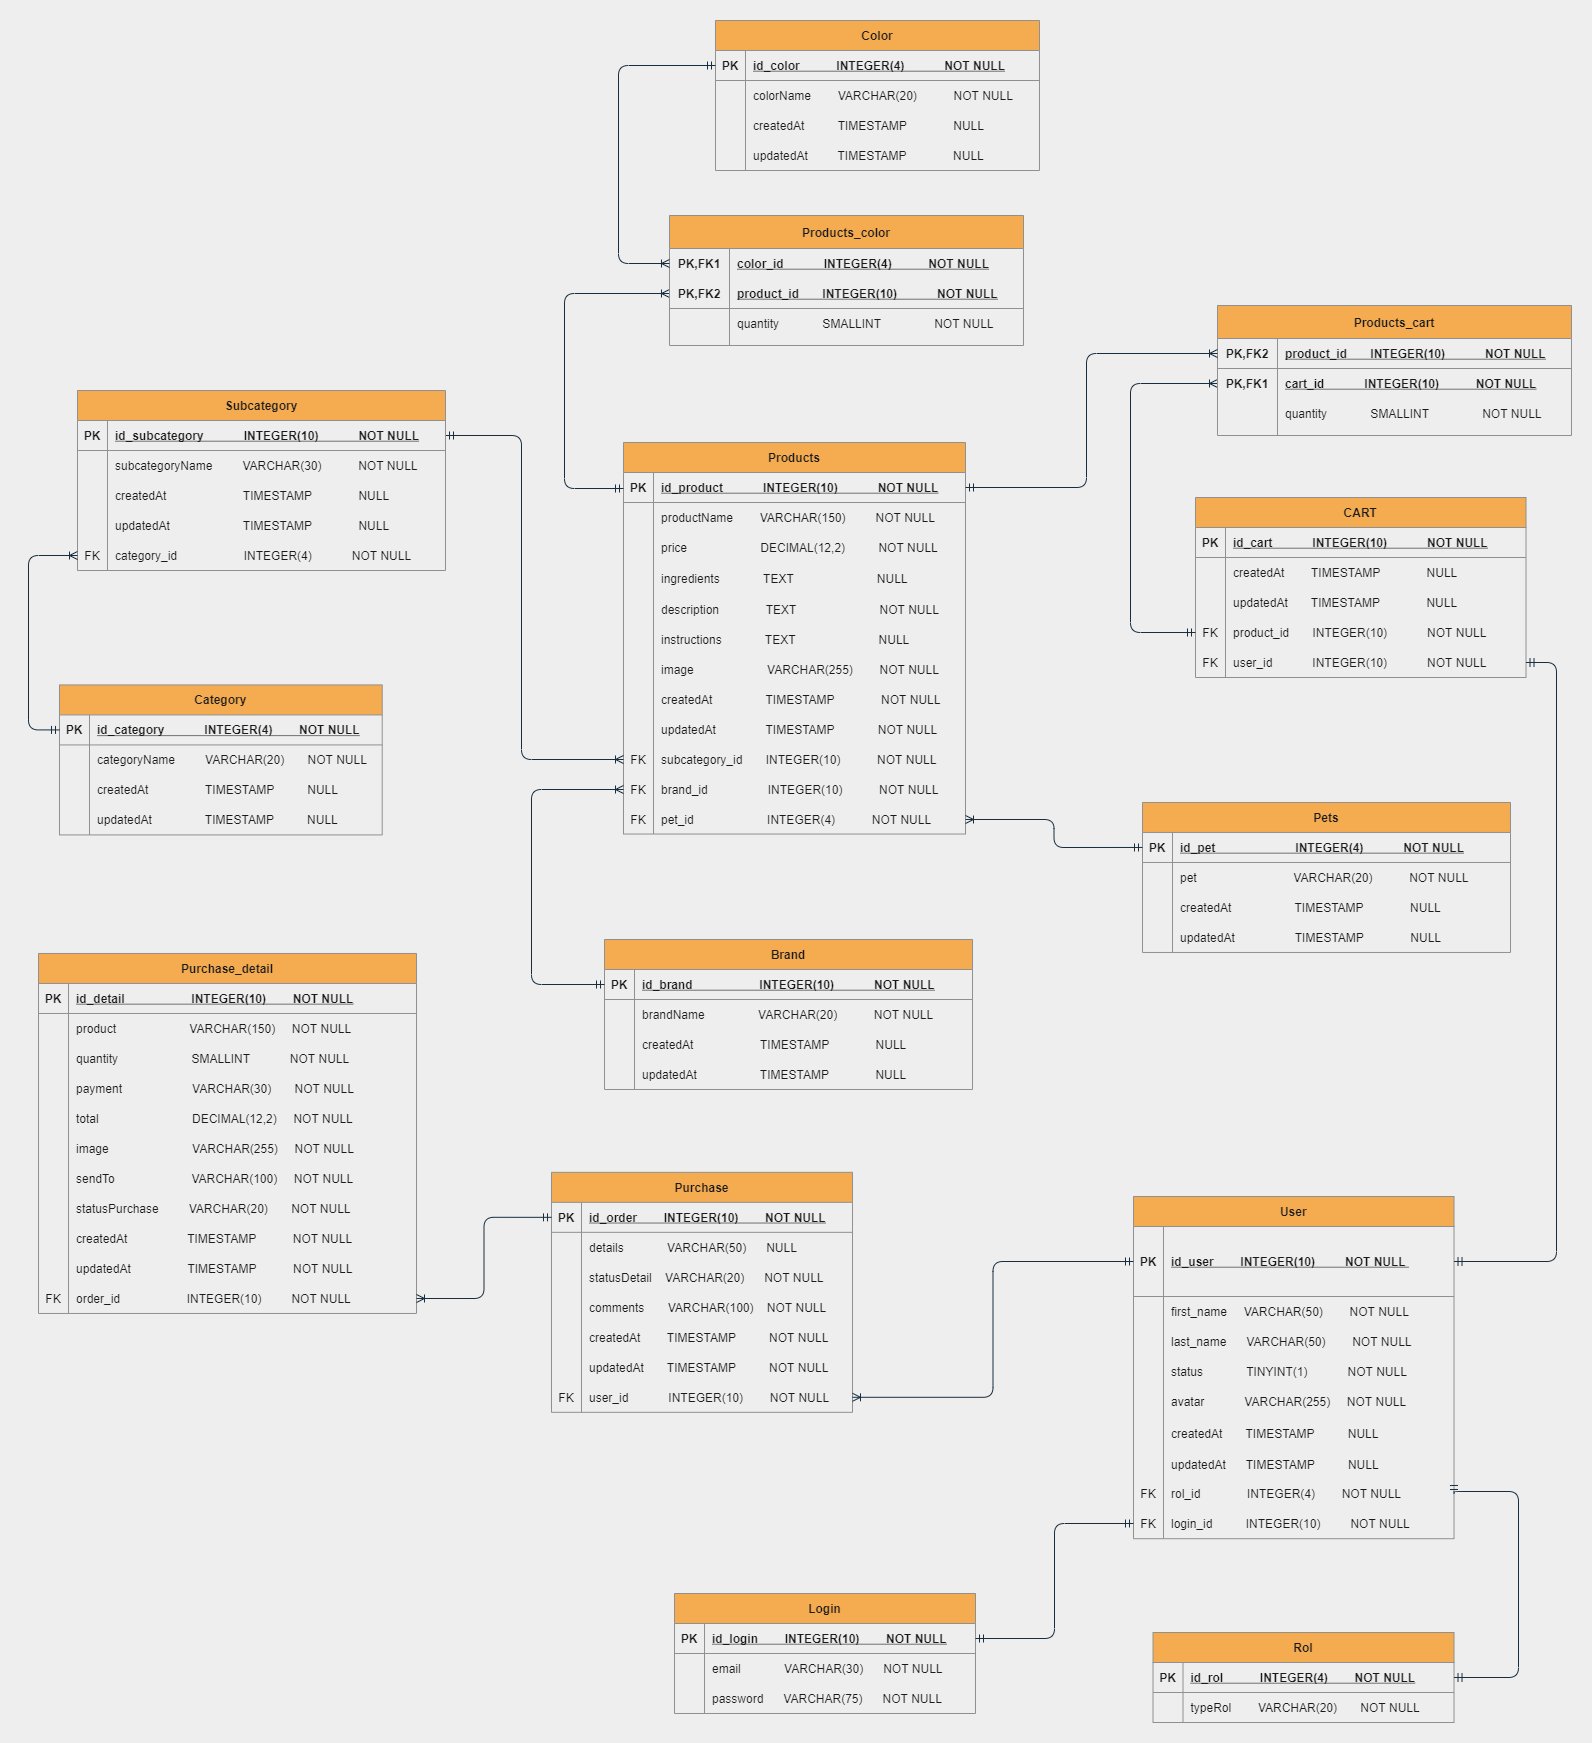 Color
PK id_color INTEGER(4) NOT NULL
colorName VARCHAR(20) NOT NULL
createdAt TIMESTAMP NULL
updatedAt TIMESTAMP NULL
Products_color
PK,FK1 color_id INTEGER(4) NOT NULL
PK,FK2 product_id INTEGER(10) NOT NULL
quantity SMALLINT NOT NULL
Products_cart
PK,FK2 product_id INTEGER(10) NOT NULL
PK,FK1 cart_id INTEGER(10) NOT NULL
quantity SMALLINT NOT NULL
Subcategory
PK id_subcategory INTEGER(10) NOT NULL
subcategoryName VARCHAR(30) NOT NULL
createdAt TIMESTAMP NULL
updatedAt TIMESTAMP NULL
FK category_id INTEGER(4) NOT NULL
Products
PK id_product INTEGER(10) NOT NULL
productName VARCHAR(150) NOT NULL
price DECIMAL(12,2) NOT NULL
ingredients TEXT NULL
description TEXT NOT NULL
instructions TEXT NULL
image VARCHAR(255) NOT NULL
createdAt TIMESTAMP NOT NULL
updatedAt TIMESTAMP NOT NULL
FK subcategory_id INTEGER(10) NOT NULL
FK brand_id INTEGER(10) NOT NULL
FK pet_id INTEGER(4) NOT NULL
CART
PK id_cart INTEGER(10) NOT NULL
createdAt TIMESTAMP NULL
updatedAt TIMESTAMP NULL
FK product_id INTEGER(10) NOT NULL
FK user_id INTEGER(10) NOT NULL
Category
PK id_category INTEGER(4) NOT NULL
categoryName VARCHAR(20) NOT NULL
createdAt TIMESTAMP NULL
updatedAt TIMESTAMP NULL
Pets
PK id_pet INTEGER(4) NOT NULL
pet VARCHAR(20) NOT NULL
createdAt TIMESTAMP NULL
updatedAt TIMESTAMP NULL
Brand
PK id_brand INTEGER(10) NOT NULL
brandName VARCHAR(20) NOT NULL
createdAt TIMESTAMP NULL
updatedAt TIMESTAMP NULL
Purchase_detail
PK id_detail INTEGER(10) NOT NULL
product VARCHAR(150) NOT NULL
quantity SMALLINT NOT NULL
payment VARCHAR(30) NOT NULL
total DECIMAL(12,2) NOT NULL
image VARCHAR(255) NOT NULL
sendTo VARCHAR(100) NOT NULL
statusPurchase VARCHAR(20) NOT NULL
createdAt TIMESTAMP NOT NULL
updatedAt TIMESTAMP NOT NULL
FK order_id INTEGER(10) NOT NULL
Purchase
PK id_order INTEGER(10) NOT NULL
details VARCHAR(50) NULL
statusDetail VARCHAR(20) NOT NULL
comments VARCHAR(100) NOT NULL
createdAt TIMESTAMP NOT NULL
updatedAt TIMESTAMP NOT NULL
FK user_id INTEGER(10) NOT NULL
User
PK id_user INTEGER(10) NOT NULL
first_name VARCHAR(50) NOT NULL
last_name VARCHAR(50) NOT NULL
status TINYINT(1) NOT NULL
avatar VARCHAR(255) NOT NULL
createdAt TIMESTAMP NULL
updatedAt TIMESTAMP NULL
FK rol_id INTEGER(4) NOT NULL
FK login_id INTEGER(10) NOT NULL
Login
PK id_login INTEGER(10) NOT NULL
email VARCHAR(30) NOT NULL
password VARCHAR(75) NOT NULL
Rol
PK id_rol INTEGER(4) NOT NULL
typeRol VARCHAR(20) NOT NULL